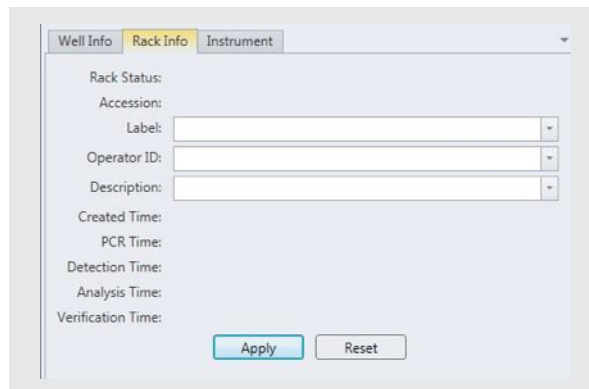 Well Info Rack Info Instrument
Rack Status:
Accession:
Label:
Operator ID:
Description:
Created Time:
PCR Time:
Detection Time:
Analysis Time:
Verification Time:
Apply Reset